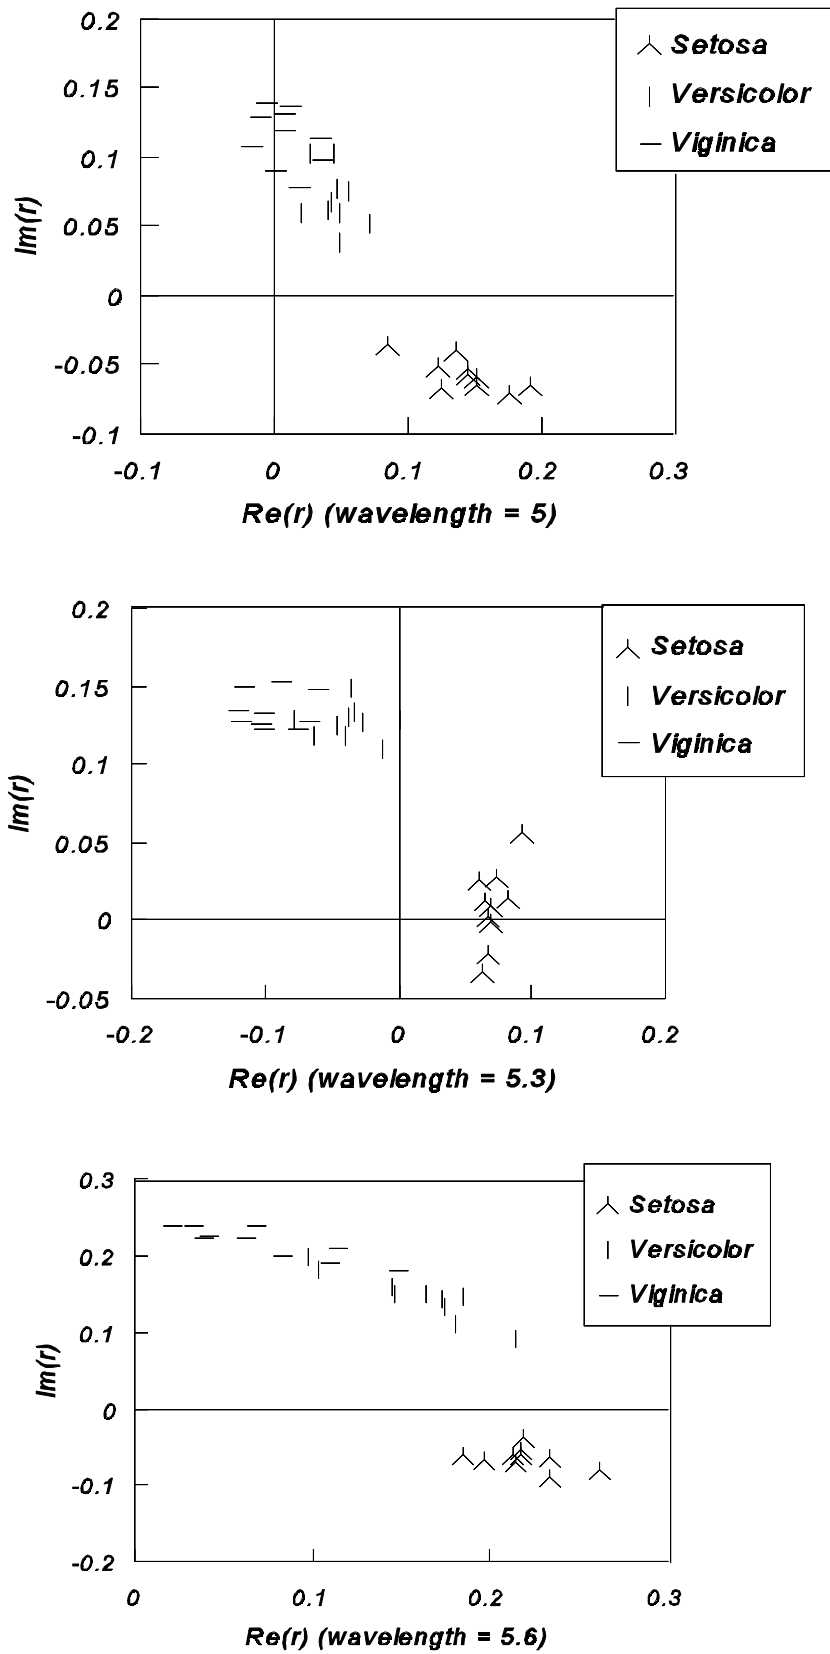 0.2
0.15
0.1
0.05
0
-0.05
-0.1
Im(r)
-0.1 0 0.1 0.2 0.3
Re(r) (wavelength = 5)
Setosa
Versicolor
Viginica
0.2
0.15
0.1
0.05
0
-0.05
Im(r)
-0.2 -0.1 0 0.1 0.2
Re(r) (wavelength = 5.3)
Setosa
Versicolor
Viginica
0.3
0.2
0.1
0
-0.1
-0.2
Im(r)
0 0.1 0.2 0.3
Re(r) (wavelength = 5.6)
Setosa
Versicolor
Viginica